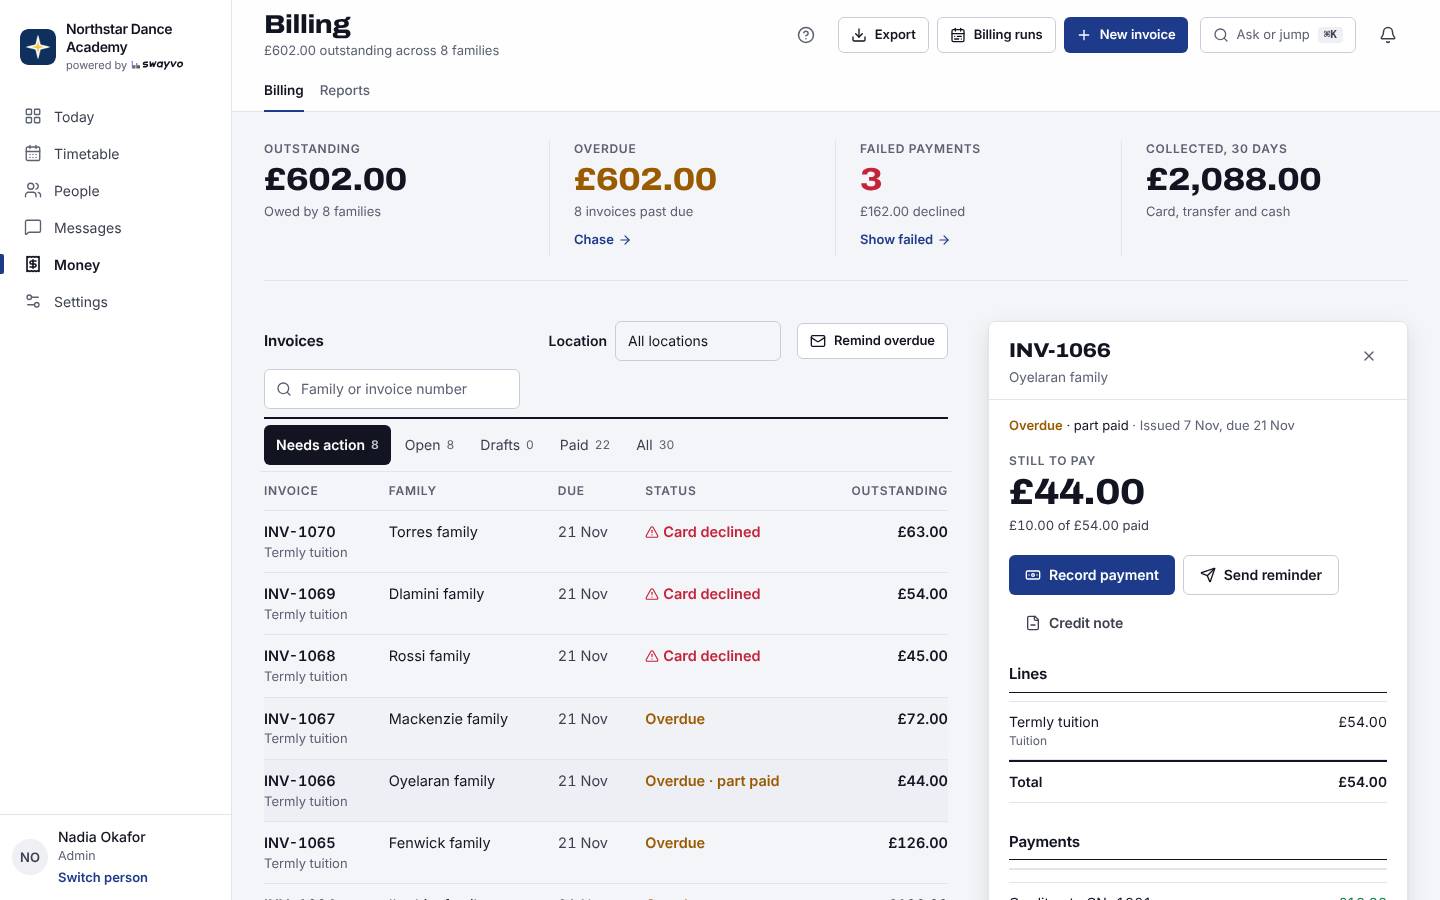 Northstar Dance
Academy
powered by swayvo
Today
Timetable
People
Messages
Money
Settings
NO
Nadia Okafor
Admin
Switch person
Billing
£602.00 outstanding across 8 families
Export
Billing runs
New invoice
Ask or jump ⌘K
Billing
Reports
OUTSTANDING
£602.00
Owed by 8 families
OVERDUE
£602.00
8 invoices past due
Chase →
FAILED PAYMENTS
3
£162.00 declined
Show failed →
COLLECTED, 30 DAYS
£2,088.00
Card, transfer and cash
Invoices
Location
All locations
Remind overdue
Family or invoice number
Needs action 8
Open 8
Drafts 0
Paid 22
All 30
INVOICE FAMILY DUE STATUS OUTSTANDING
INV-1070 Torres family 21 Nov Card declined £63.00
Termly tuition
INV-1069 Dlamini family 21 Nov Card declined £54.00
Termly tuition
INV-1068 Rossi family 21 Nov Card declined £45.00
Termly tuition
INV-1067 Mackenzie family 21 Nov Overdue £72.00
Termly tuition
INV-1066 Oyelaran family 21 Nov Overdue · part paid £44.00
Termly tuition
INV-1065 Fenwick family 21 Nov Overdue £126.00
Termly tuition
INV-1066
Oyelaran family
Overdue · part paid · Issued 7 Nov, due 21 Nov
STILL TO PAY
£44.00
£10.00 of £54.00 paid
Record payment
Send reminder
Credit note
Lines
Termly tuition £54.00
Tuition
Total £54.00
Payments